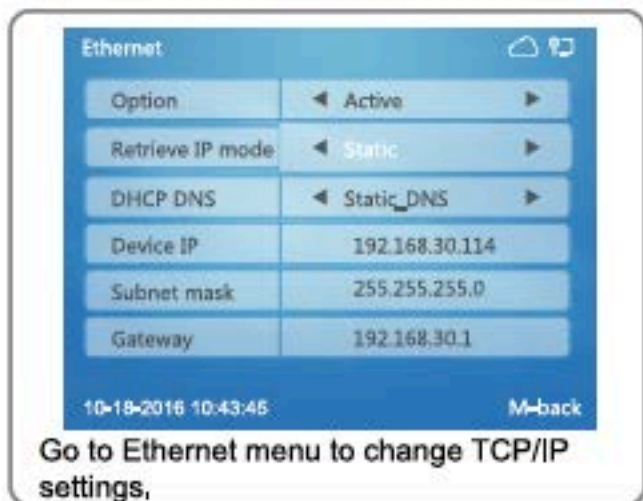 Ethernet
Option ◀ Active ▶
Retrieve IP mode ◀ Static ▶
DHCP DNS ◀ Static_DNS ▶
Device IP 192.168.30.114
Subnet mask 255.255.255.0
Gateway 192.168.30.1
10-18-2016 10:43:45 M-back
Go to Ethernet menu to change TCP/IP
settings,